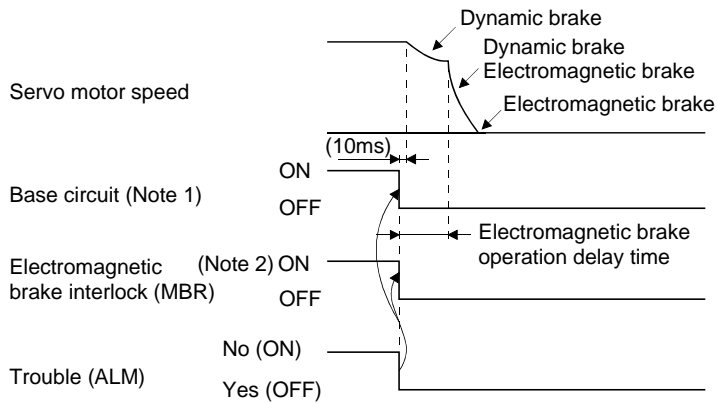 Dynamic brake
Dynamic brake
Electromagnetic brake
Servo motor speed
Electromagnetic brake
(10ms)
ON
Base circuit (Note 1)
OFF
Electromagnetic brake
operation delay time
Electromagnetic (Note 2) ON
brake interlock (MBR)
OFF
No (ON)
Trouble (ALM)
Yes (OFF)